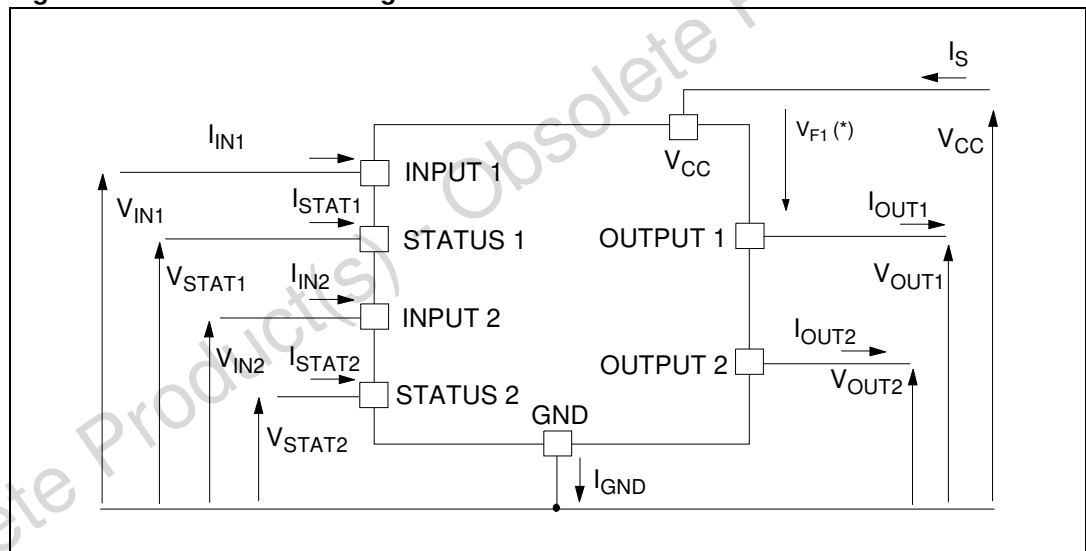 I_S
V_F1 (*)
V_CC
V_CC
I_IN1
INPUT 1
V_IN1
I_STAT1
STATUS 1
OUTPUT 1
I_OUT1
V_STAT1
V_OUT1
I_IN2
INPUT 2
V_IN2
I_STAT2
STATUS 2
OUTPUT 2
I_OUT2
V_OUT2
V_STAT2
GND
I_GND
ete Product(s) - Obsolete P